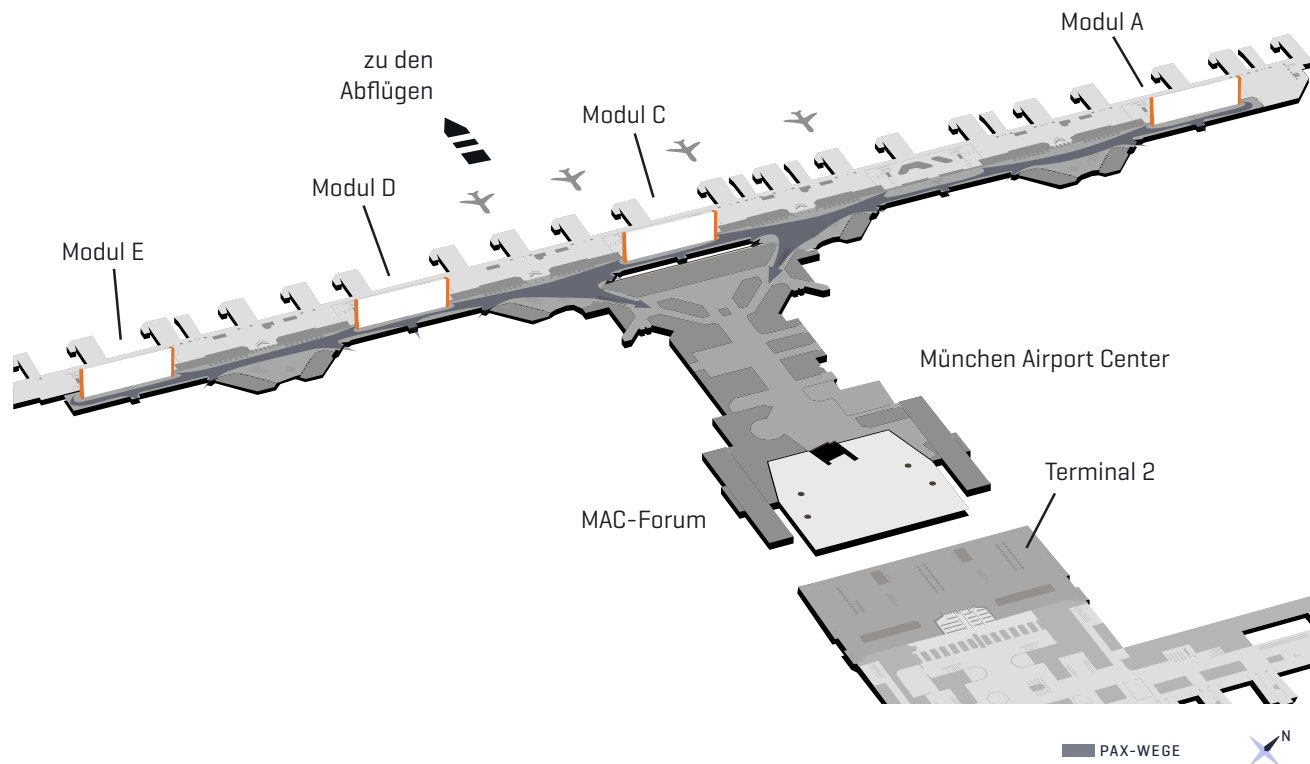 Modul A
zu den
Abflügen
Modul C
Modul D
Modul E
München Airport Center
Terminal 2
MAC-Forum
PAX-WEGE
N